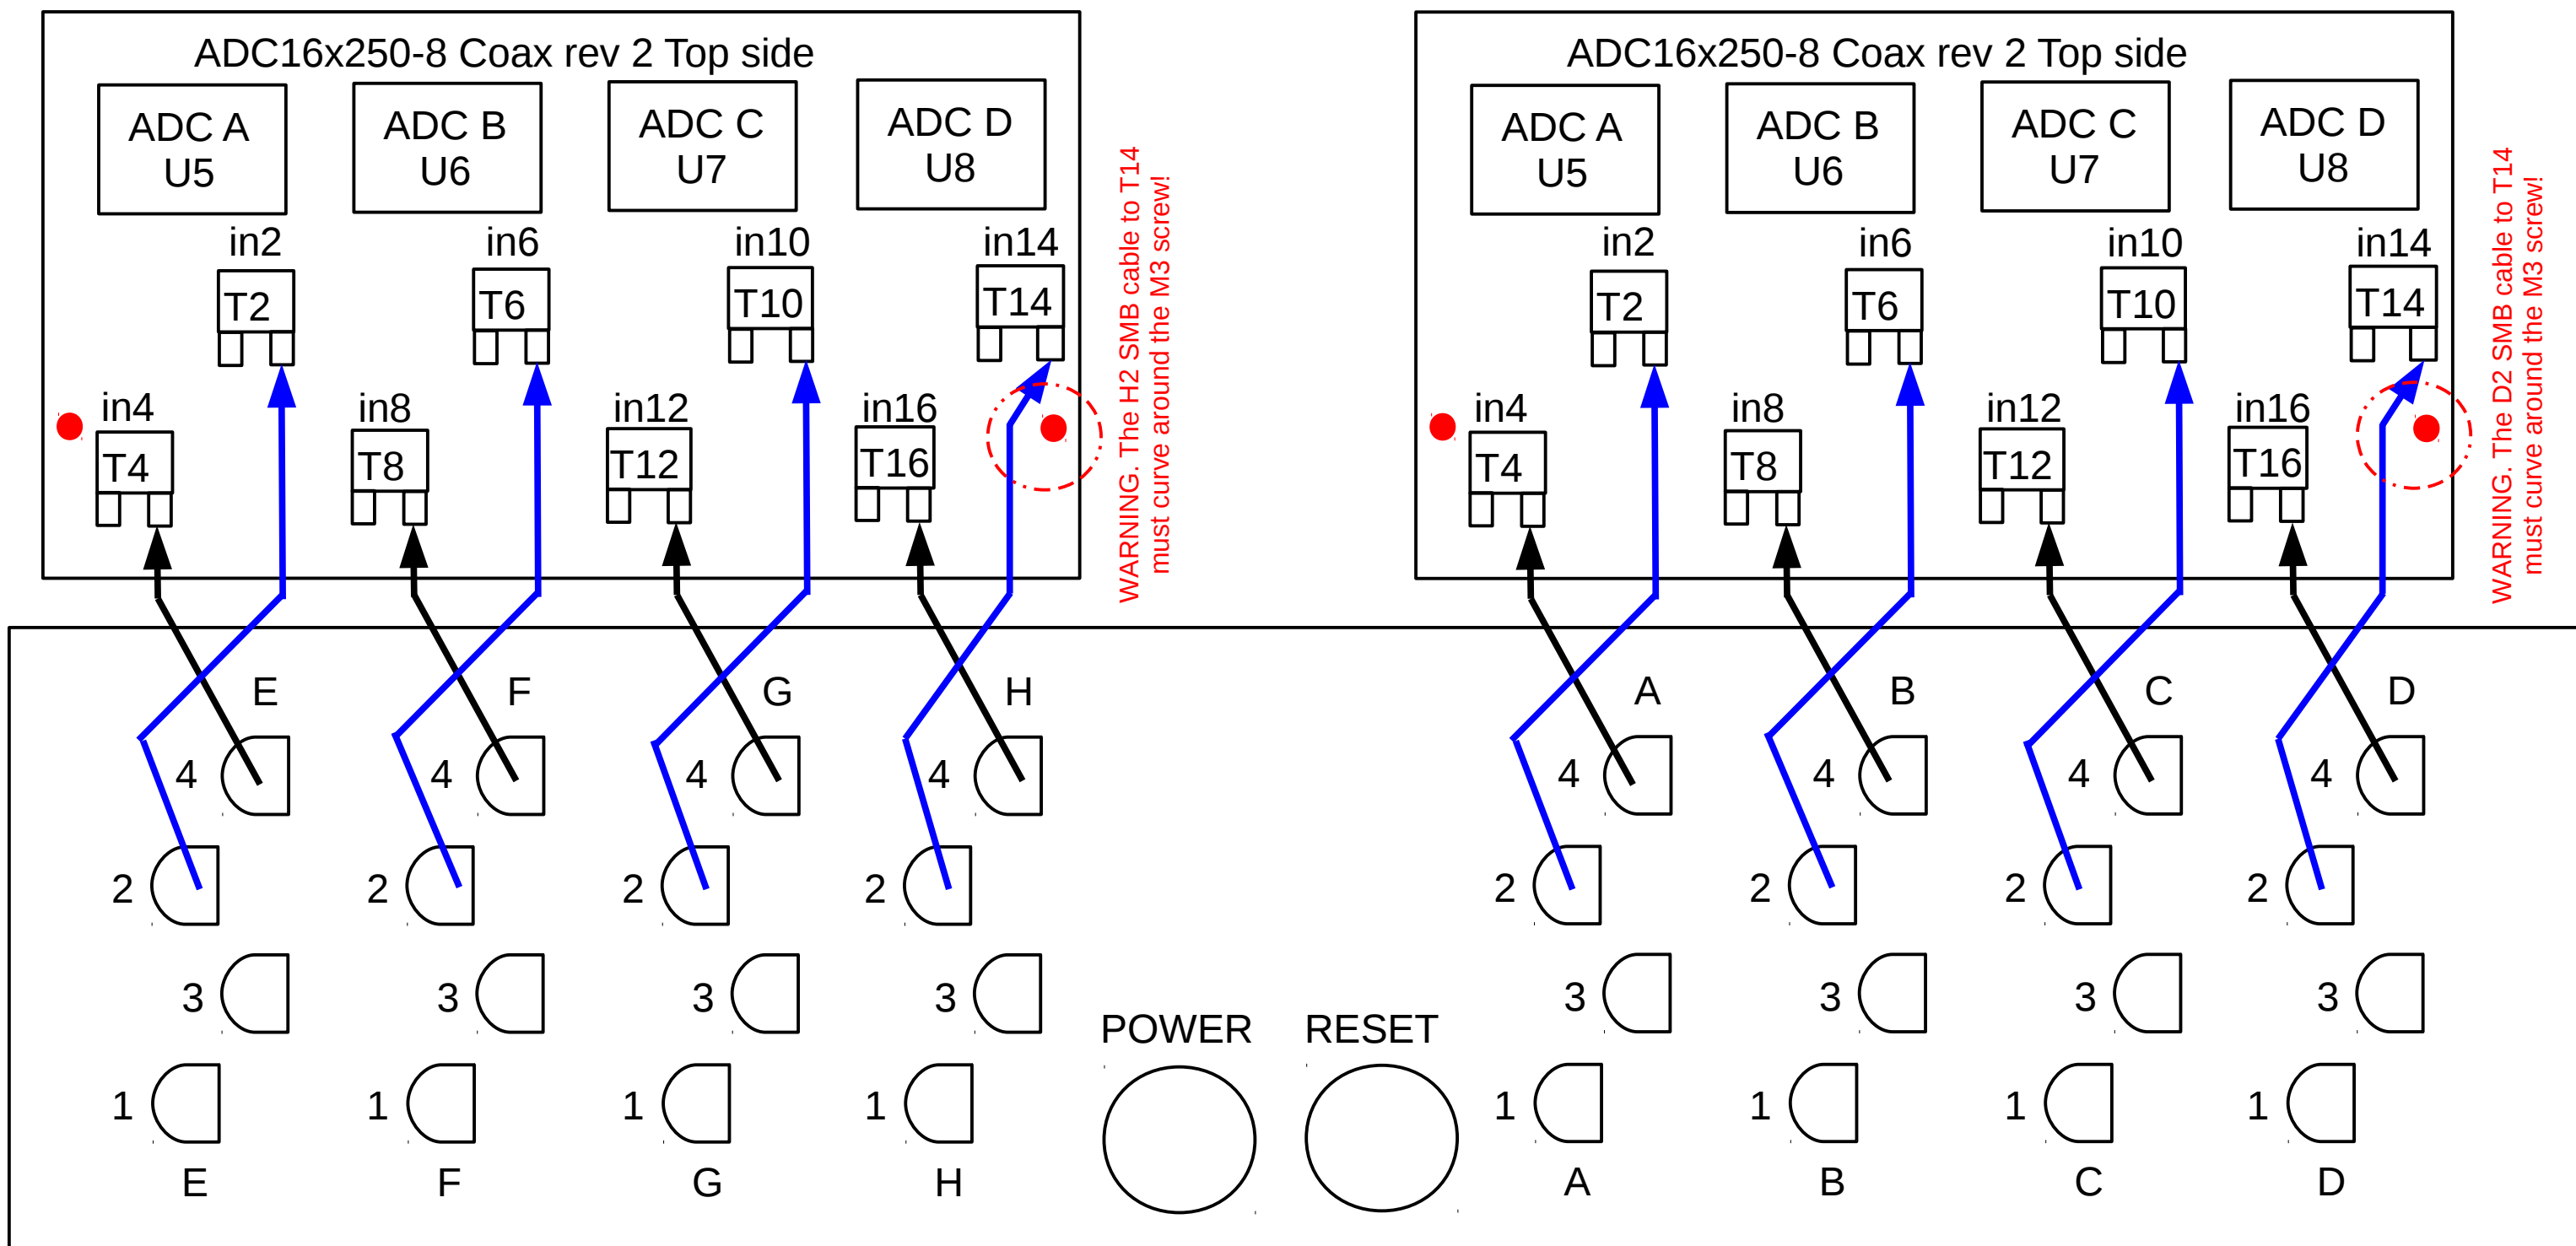 ADC16x250-8 Coax rev 2 Top side
ADC A
U5
ADC B
U6
ADC C
U7
ADC D
U8
in2
in6
in10
in14
T2
T6
T10
T14
in4
in8
in12
in16
T4
T8
T12
T16
WARNING. The H2 SMB cable to T14
must curve around the M3 screw!
ADC16x250-8 Coax rev 2 Top side
ADC A
U5
ADC B
U6
ADC C
U7
ADC D
U8
in2
in6
in10
in14
T2
T6
T10
T14
in4
in8
in12
in16
T4
T8
T12
T16
WARNING. The D2 SMB cable to T14
must curve around the M3 screw!
E
F
G
H
4
4
4
4
2
2
2
2
3
3
3
3
1
1
1
1
E
F
G
H
POWER
RESET
A
B
C
D
4
4
4
4
2
2
2
2
3
3
3
3
1
1
1
1
A
B
C
D